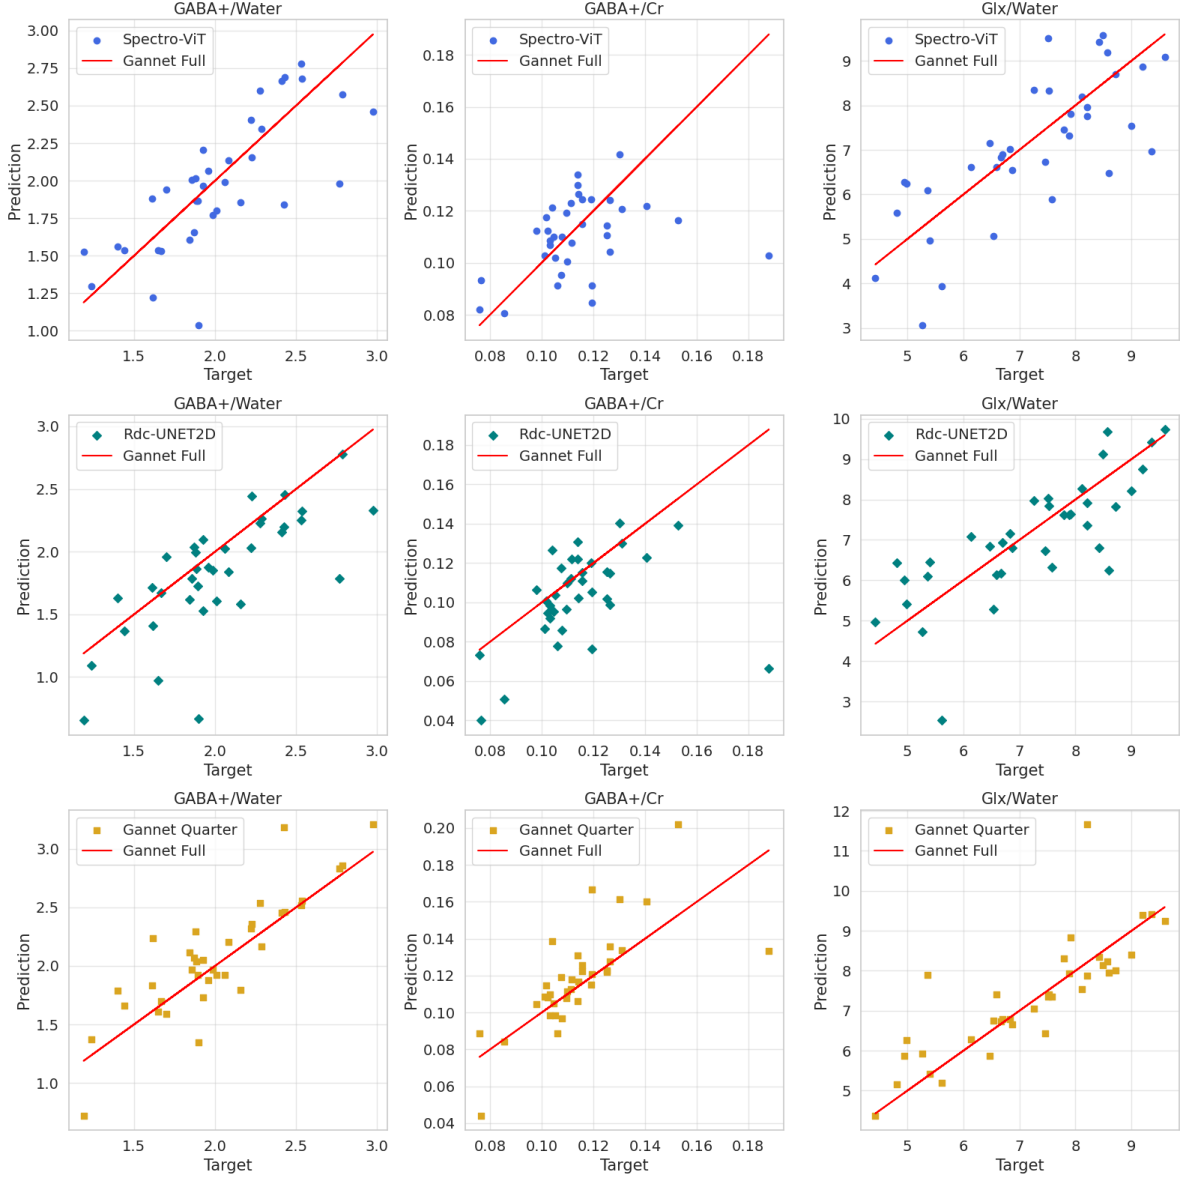 GABA+/Water
GABA+/Cr
Glx/Water
Spectro-ViT
Gannet Full
Spectro-ViT
Gannet Full
Spectro-ViT
Gannet Full
Prediction
3.00
2.75
2.50
2.25
2.00
1.75
1.50
1.25
1.00
Prediction
0.18
0.16
0.14
0.12
0.10
0.08
Prediction
9
8
7
6
5
4
3
1.5 2.0 2.5 3.0
0.08 0.10 0.12 0.14 0.16 0.18
5 6 7 8 9
Target
Target
Target
GABA+/Water
GABA+/Cr
Glx/Water
Rdc-UNET2D
Gannet Full
Rdc-UNET2D
Gannet Full
Rdc-UNET2D
Gannet Full
Prediction
3.0
2.5
2.0
1.5
1.0
Prediction
0.18
0.16
0.14
0.12
0.10
0.08
0.06
0.04
Prediction
10
9
8
7
6
5
4
3
1.5 2.0 2.5 3.0
0.08 0.10 0.12 0.14 0.16 0.18
5 6 7 8 9
Target
Target
Target
GABA+/Water
GABA+/Cr
Glx/Water
Gannet Quarter
Gannet Full
Gannet Quarter
Gannet Full
Gannet Quarter
Gannet Full
Prediction
3.0
2.5
2.0
1.5
1.0
Prediction
0.20
0.18
0.16
0.14
0.12
0.10
0.08
0.06
0.04
Prediction
12
11
10
9
8
7
6
5
1.5 2.0 2.5 3.0
0.08 0.10 0.12 0.14 0.16 0.18
5 6 7 8 9
Target
Target
Target